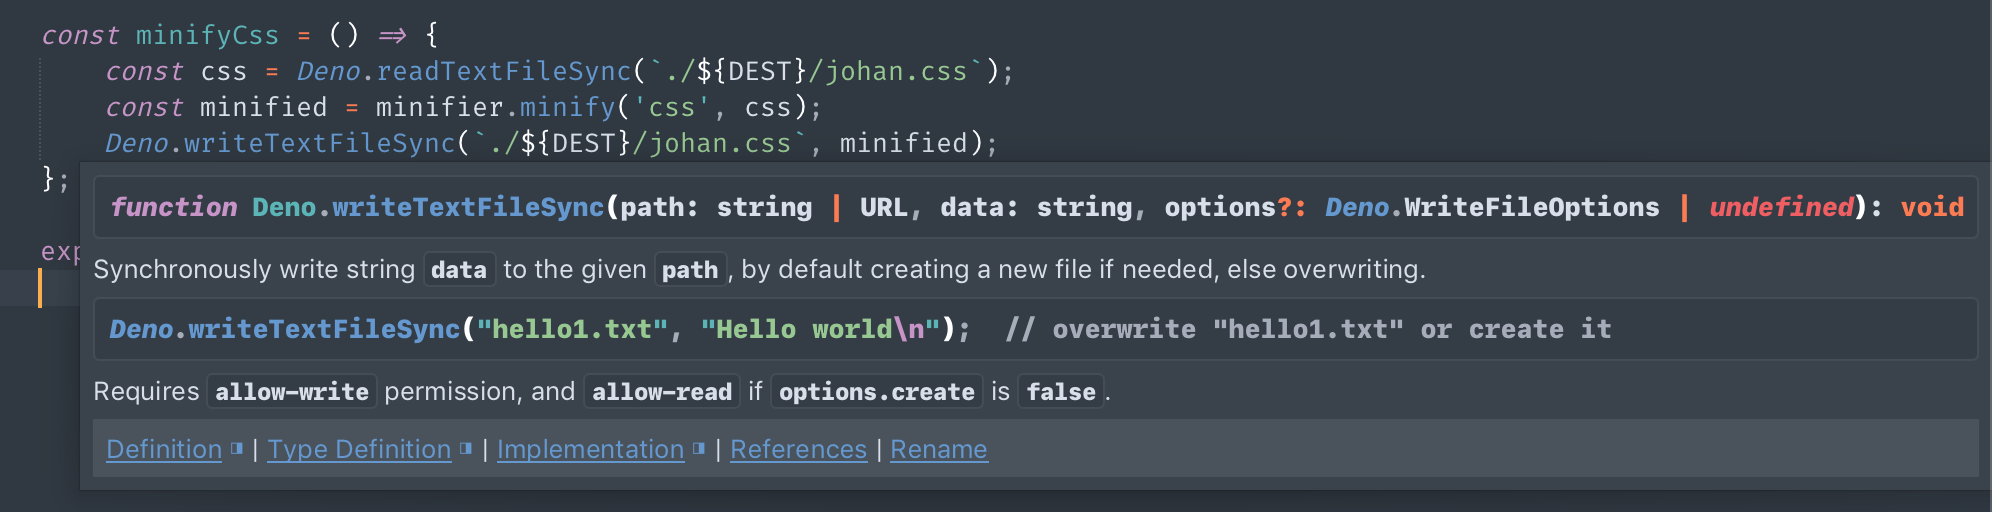 const minifyCss = () => {
const css = Deno.readTextFileSync(`./${DEST}/johan.css`);
const minified = minifier.minify('css', css);
Deno.writeTextFileSync(`./${DEST}/johan.css`, minified);
};
function Deno.writeTextFileSync(path: string | URL, data: string, options?: Deno.WriteFileOptions | undefined): void
exp
Synchronously write string data to the given path, by default creating a new file if needed, else overwriting.
Deno.writeTextFileSync("hello1.txt", "Hello world\n");  // overwrite "hello1.txt" or create it
Requires allow-write permission, and allow-read if options.create is false.
Definition | Type Definition | Implementation | References | Rename